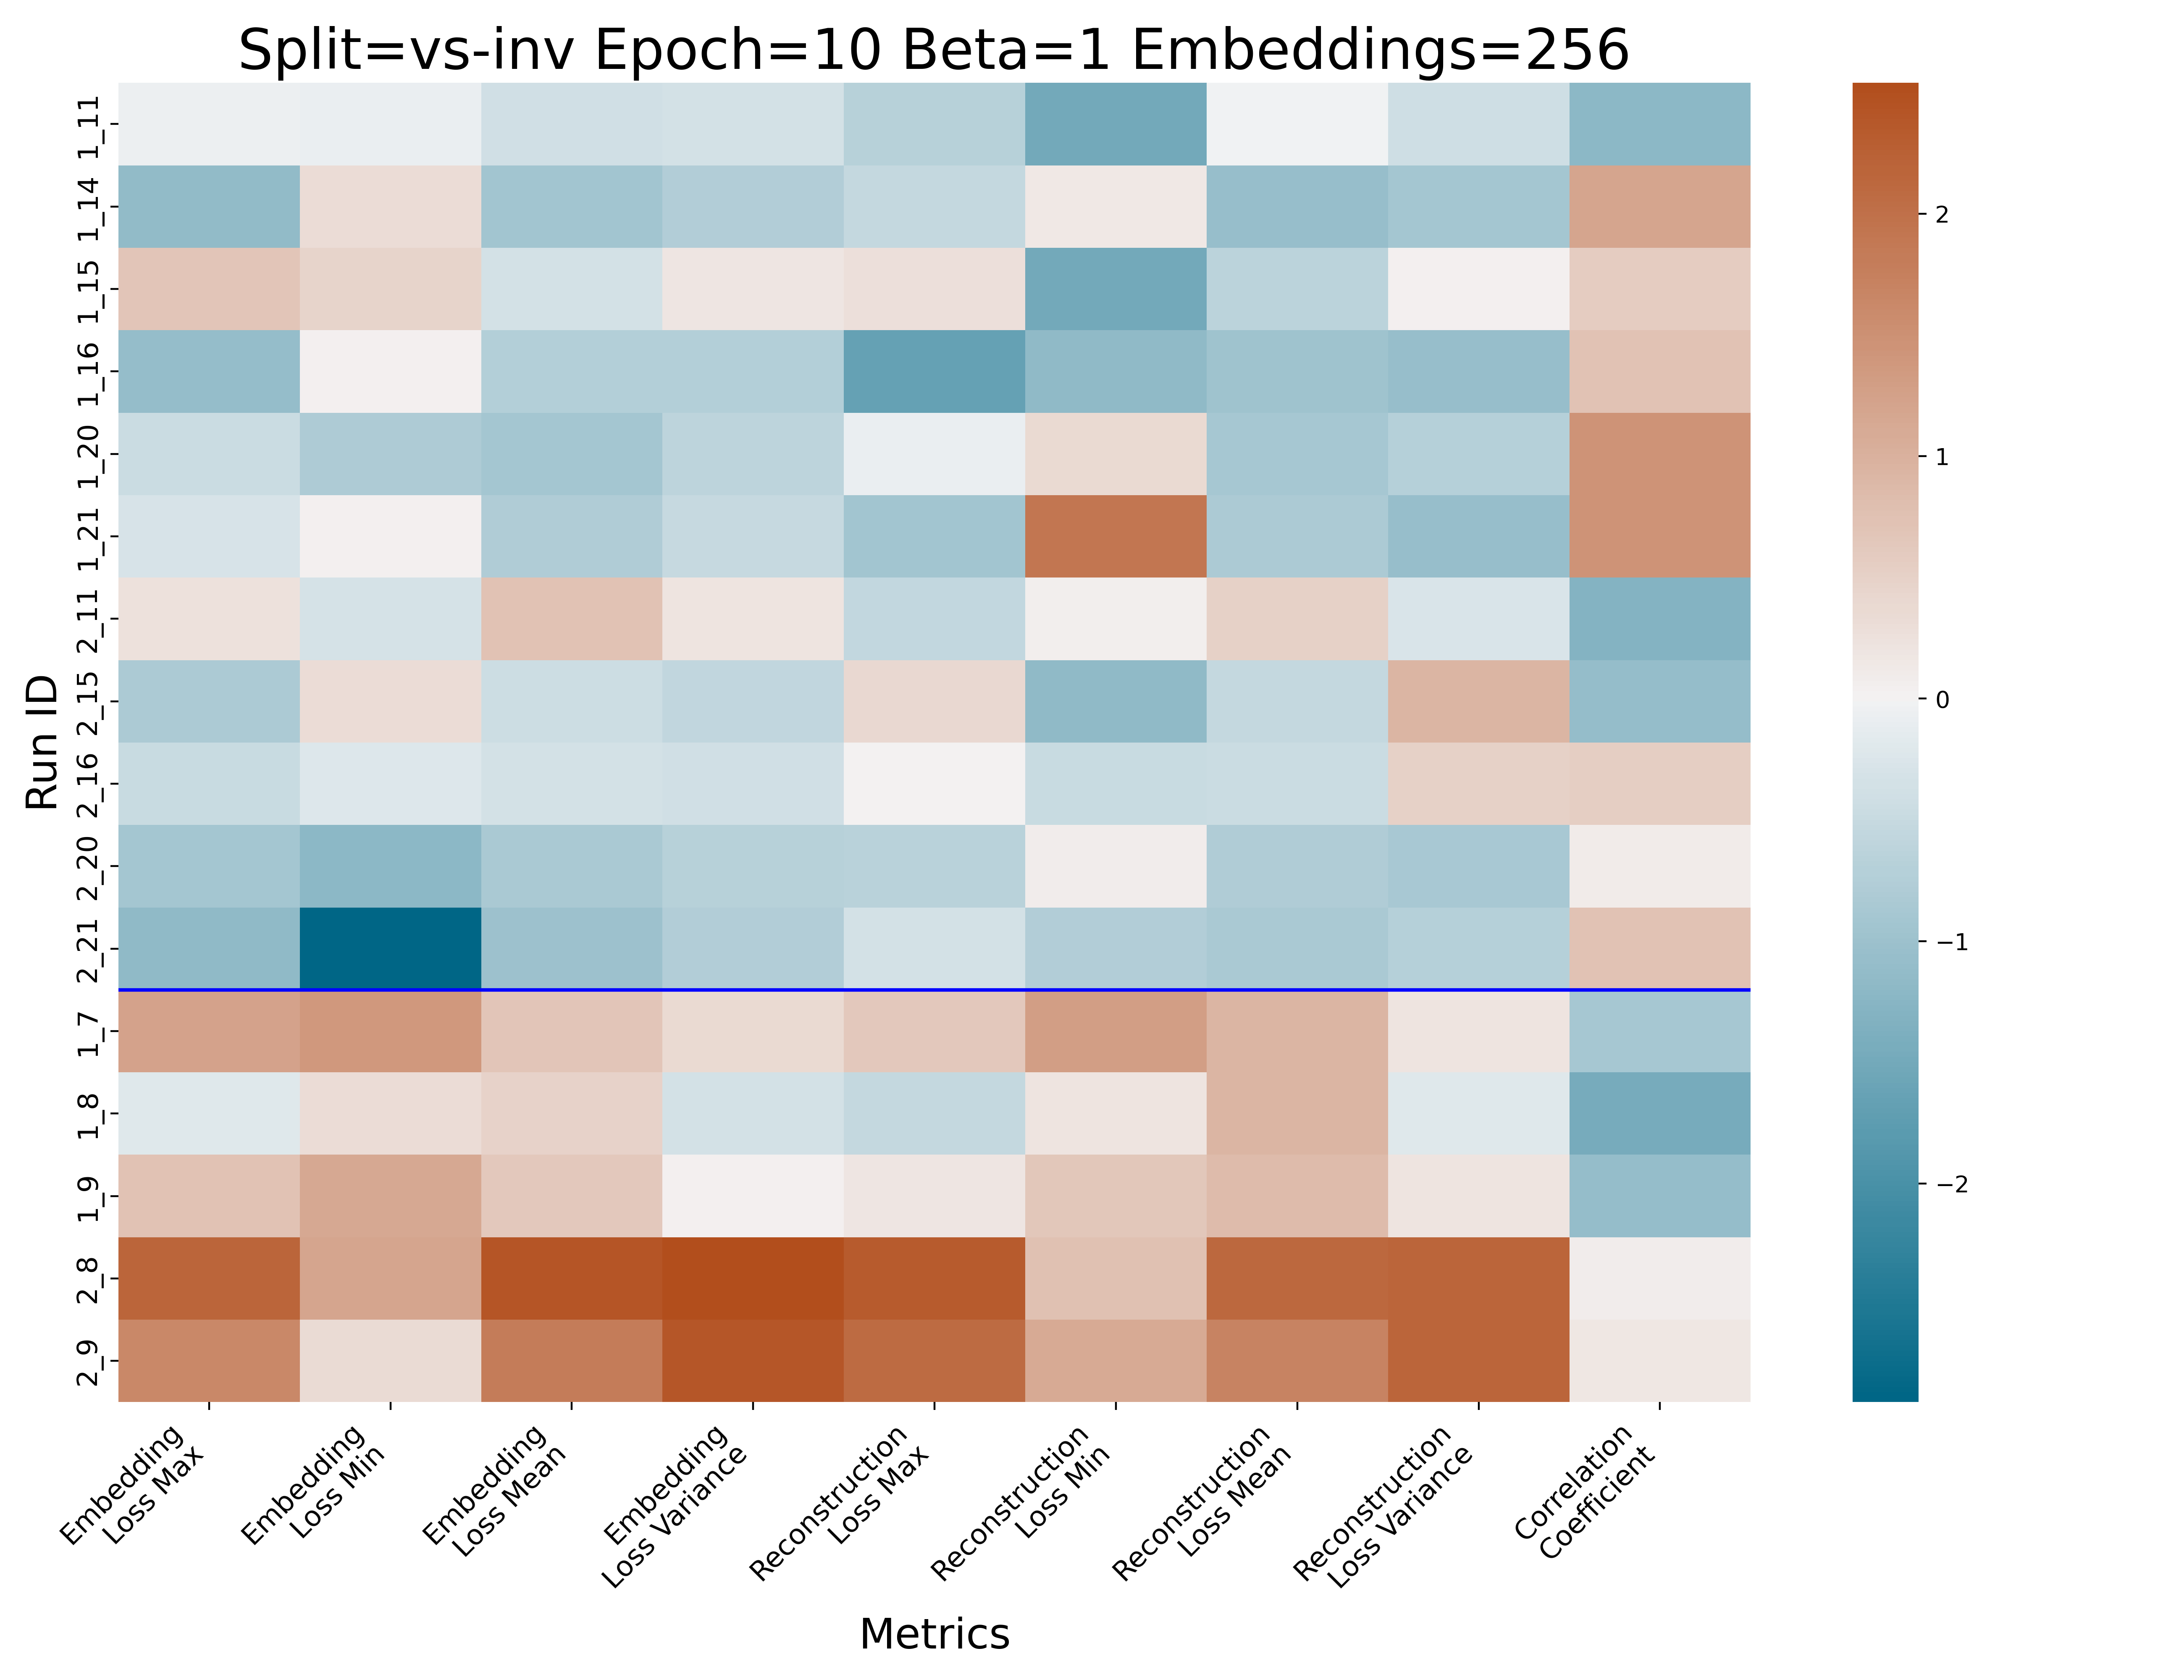 Split=vs-inv Epoch=10 Beta=1 Embeddings=256
Run ID
1_11
1_14
1_15
1_16
1_20
1_21
2_11
2_15
2_16
2_20
2_21
1_7
1_8
1_9
2_8
2_9
2
1
0
−1
−2
Embedding
Loss Max
Embedding
Loss Min
Embedding
Loss Mean
Embedding
Loss Variance
Reconstruction
Loss Max
Reconstruction
Loss Min
Reconstruction
Loss Mean
Reconstruction
Loss Variance
Correlation
Coefficient
Metrics